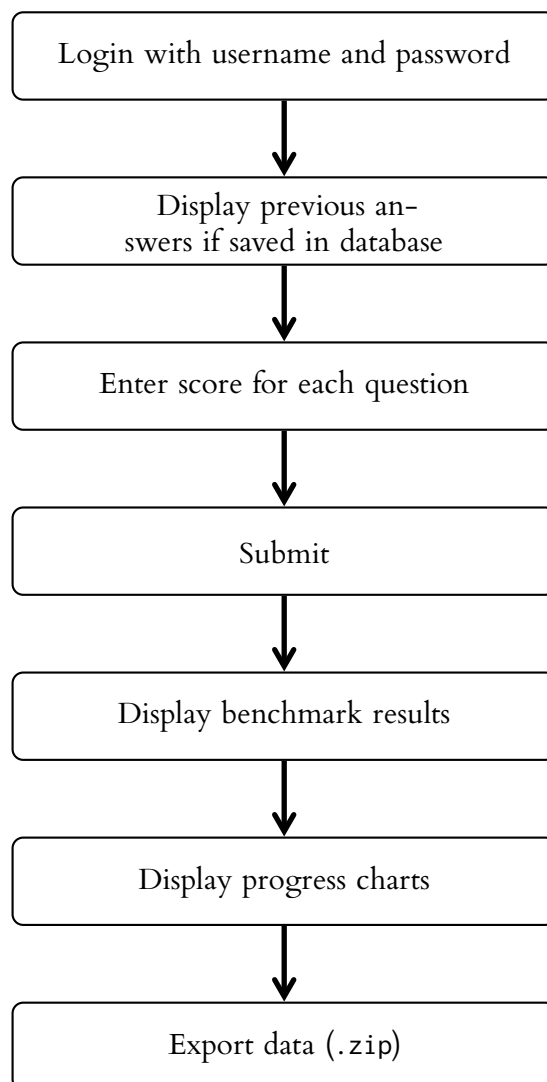 Login with username and password
Display previous an-
swers if saved in database
Enter score for each question
Submit
Display benchmark results
Display progress charts
Export data (.zip)